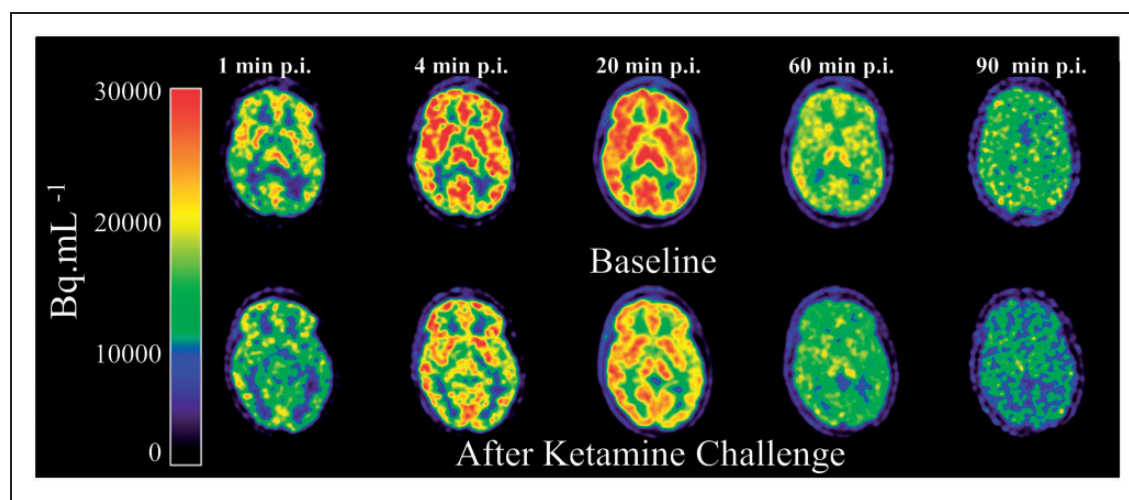 1 min p.i. 4 min p.i. 20 min p.i. 60 min p.i. 90 min p.i.
30000
20000
10000
0
Bq.mL -1
Baseline
After Ketamine Challenge